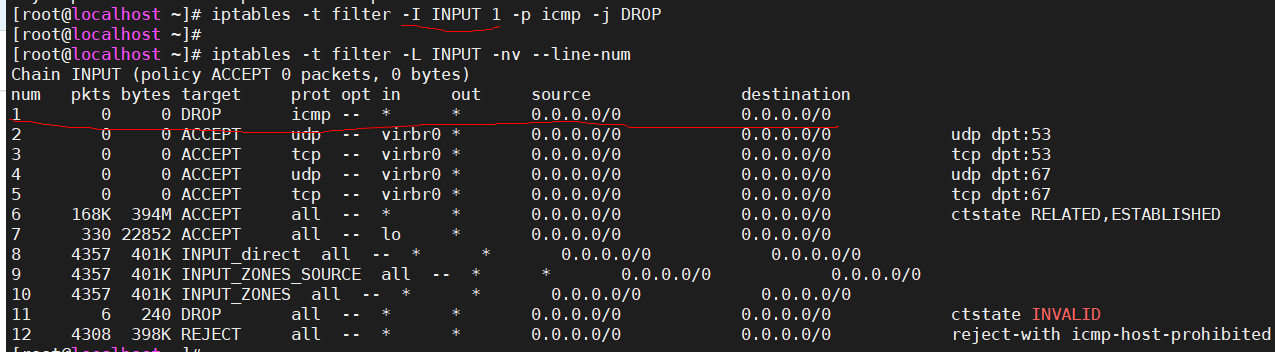 [root@localhost ~]# iptables -t filter -I INPUT 1 -p icmp -j DROP
[root@localhost ~]#
[root@localhost ~]# iptables -t filter -L INPUT -nv --line-num
Chain INPUT (policy ACCEPT 0 packets, 0 bytes)
num   pkts bytes target     prot opt in     out     source               destination
1        0     0 DROP       icmp --  *      *       0.0.0.0/0            0.0.0.0/0
2        0     0 ACCEPT     udp  --  virbr0 *       0.0.0.0/0            0.0.0.0/0            udp dpt:53
3        0     0 ACCEPT     tcp  --  virbr0 *       0.0.0.0/0            0.0.0.0/0            tcp dpt:53
4        0     0 ACCEPT     udp  --  virbr0 *       0.0.0.0/0            0.0.0.0/0            udp dpt:67
5        0     0 ACCEPT     tcp  --  virbr0 *       0.0.0.0/0            0.0.0.0/0            tcp dpt:67
6     168K  394M ACCEPT     all  --  *      *       0.0.0.0/0            0.0.0.0/0            ctstate RELATED,ESTABLISHED
7      330 22852 ACCEPT     all  --  lo     *       0.0.0.0/0            0.0.0.0/0
8     4357  401K INPUT_direct  all  --  *      *       0.0.0.0/0            0.0.0.0/0
9     4357  401K INPUT_ZONES_SOURCE  all  --  *      *       0.0.0.0/0            0.0.0.0/0
10    4357  401K INPUT_ZONES  all  --  *      *       0.0.0.0/0            0.0.0.0/0
11       6   240 DROP       all  --  *      *       0.0.0.0/0            0.0.0.0/0            ctstate INVALID
12    4308  398K REJECT     all  --  *      *       0.0.0.0/0            0.0.0.0/0            reject-with icmp-host-prohibited
[root@localhost ~]#